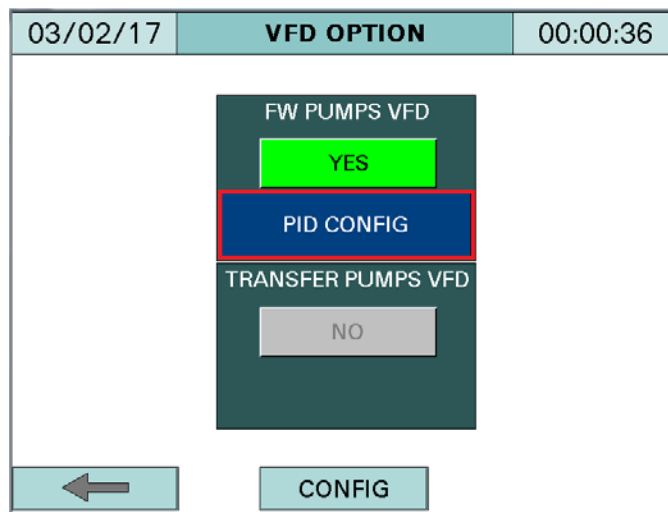 03/02/17 VFD OPTION 00:00:36
FW PUMPS VFD
YES
PID CONFIG
TRANSFER PUMPS VFD
NO
CONFIG